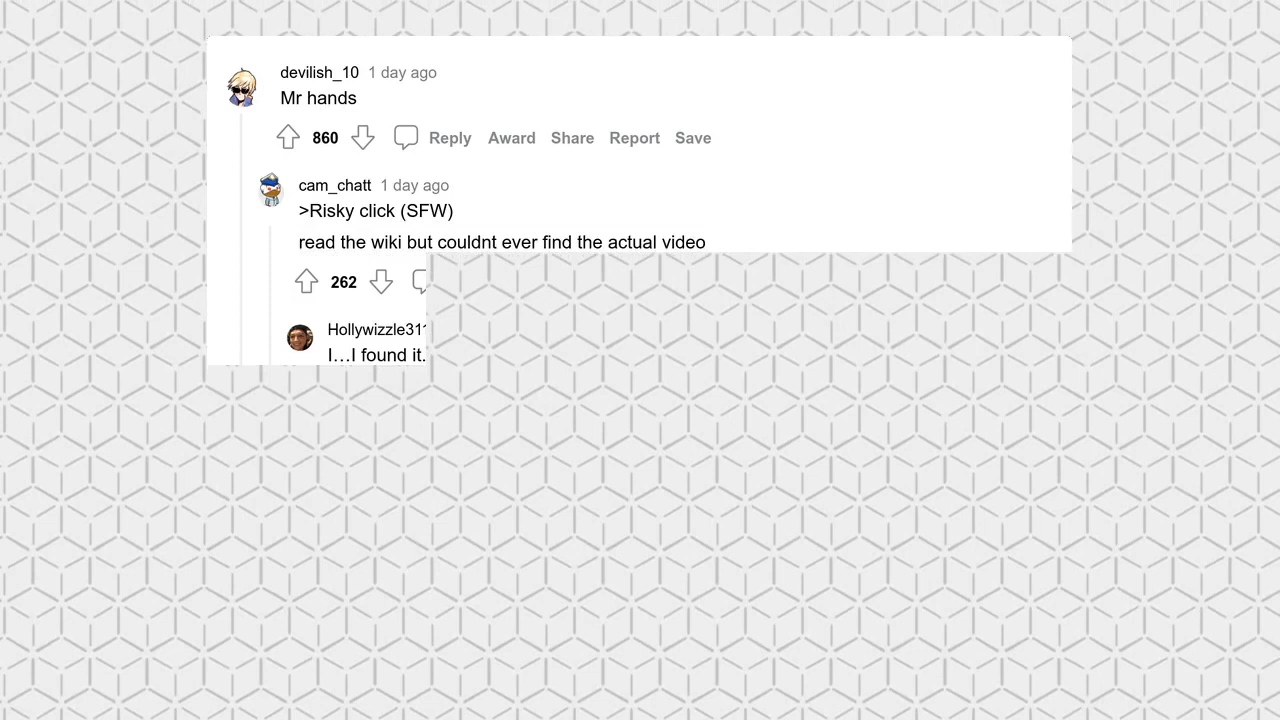 devilish_10 1 day ago
Mr hands
860 Reply Award Share Report Save
cam_chatt 1 day ago
>Risky click (SFW)
read the wiki but couldnt ever find the actual video
262
Hollywizzle311
I…I found it.